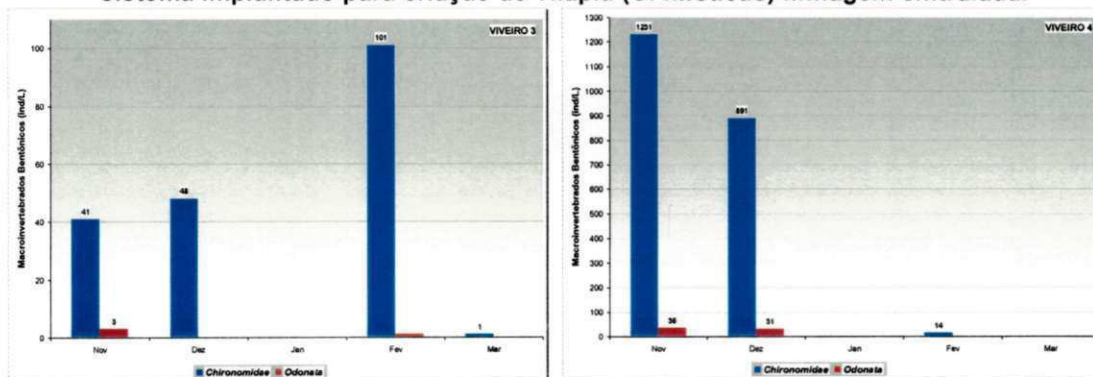 Sistema implantado para criação de Tilápia (O. niloticus) linhagem chitralada.
VIVEIRO 3
Macroinvertebrados Bentônicos (ind/L)
100
80
60
40
20
0
41
3
48
101
1
Nov
Dez
Jan
Fev
Mar
Chironomidae
Odonata
VIVEIRO 4
Macroinvertebrados Bentônicos (ind/L)
1300
1200
1100
1000
900
800
700
600
500
400
300
200
100
0
1231
36
891
31
14
Nov
Dez
Jan
Fev
Mar
Chironomidae
Odonata